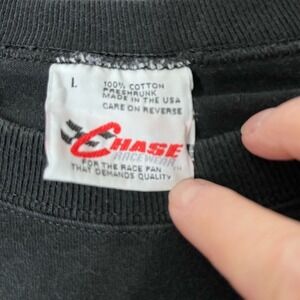 L
100% COTTON
PRESHRUNK
MADE IN THE USA
CARE ON REVERSE
CHASE
RACEWEAR
FOR THE RACE FAN
THAT DEMANDS QUALITY